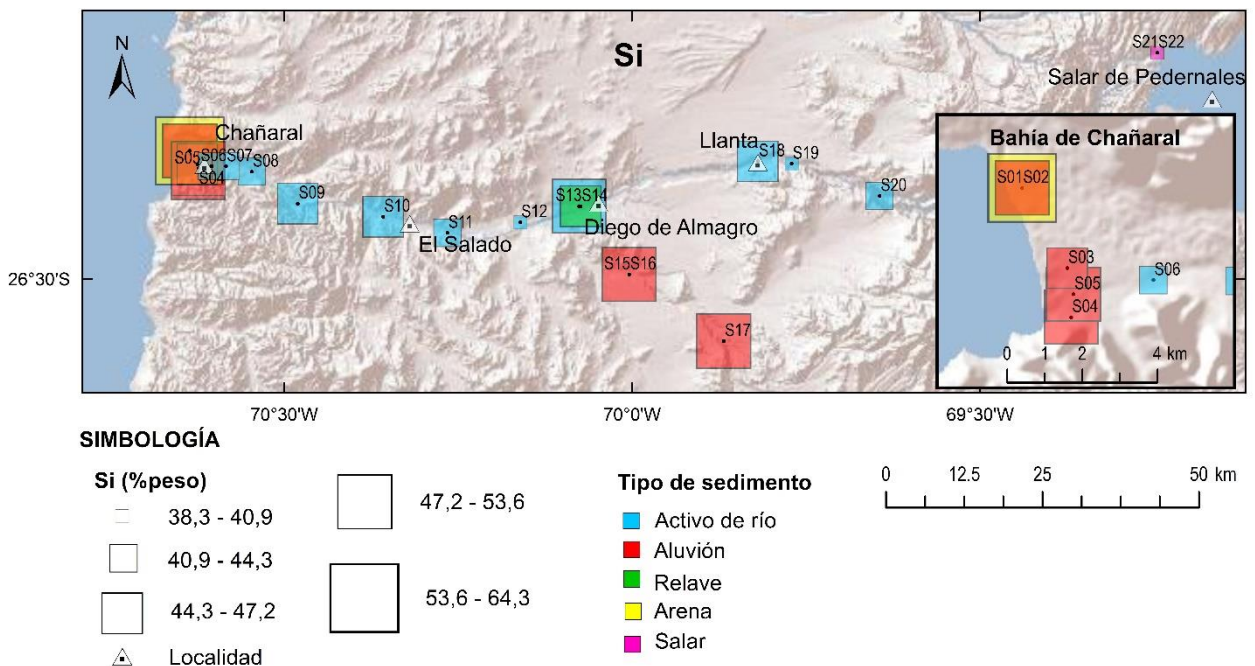 N
Si
S21S22
Salar de Pedernales
Chañaral
S05
S06
S07
S08
S04
S09
S10
El Salado
S11
S12
S13S14
Diego de Almagro
S15S16
S17
Llanta
S18
S19
S20
Bahía de Chañaral
S01S02
S03
S05
S04
S06
0 1 2 4 km
26°30'S
70°30'W
70°0'W
69°30'W
SIMBOLOGÍA
Si (%peso)
38,3 - 40,9
40,9 - 44,3
44,3 - 47,2
Localidad
47,2 - 53,6
53,6 - 64,3
Tipo de sedimento
Activo de río
Aluvión
Relave
Arena
Salar
0 12.5 25 50 km